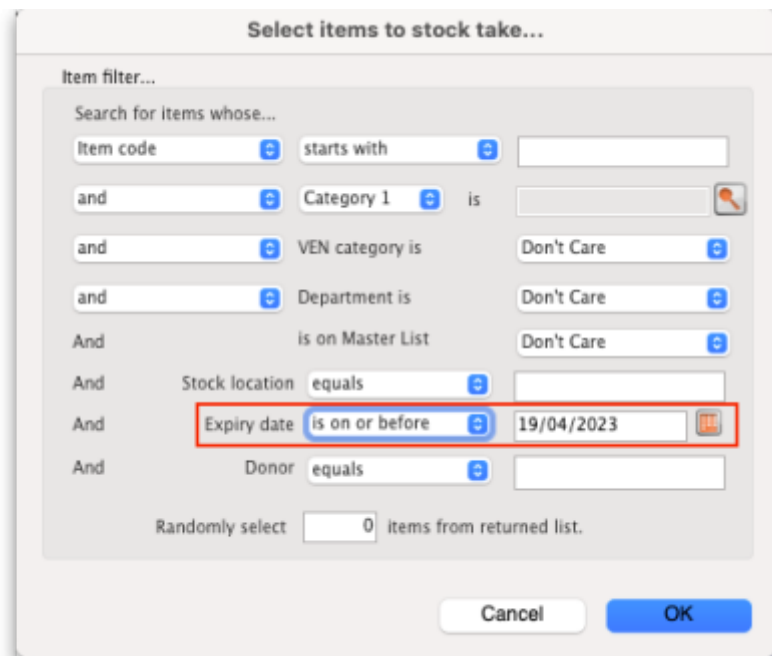 Select items to stock take...
Item filter...
Search for items whose...
Item code starts with
and Category 1 is
and VEN category is Don't Care
and Department is Don't Care
And is on Master List Don't Care
And Stock location equals
And Expiry date is on or before 19/04/2023
And Donor equals
Randomly select 0 items from returned list.
Cancel OK